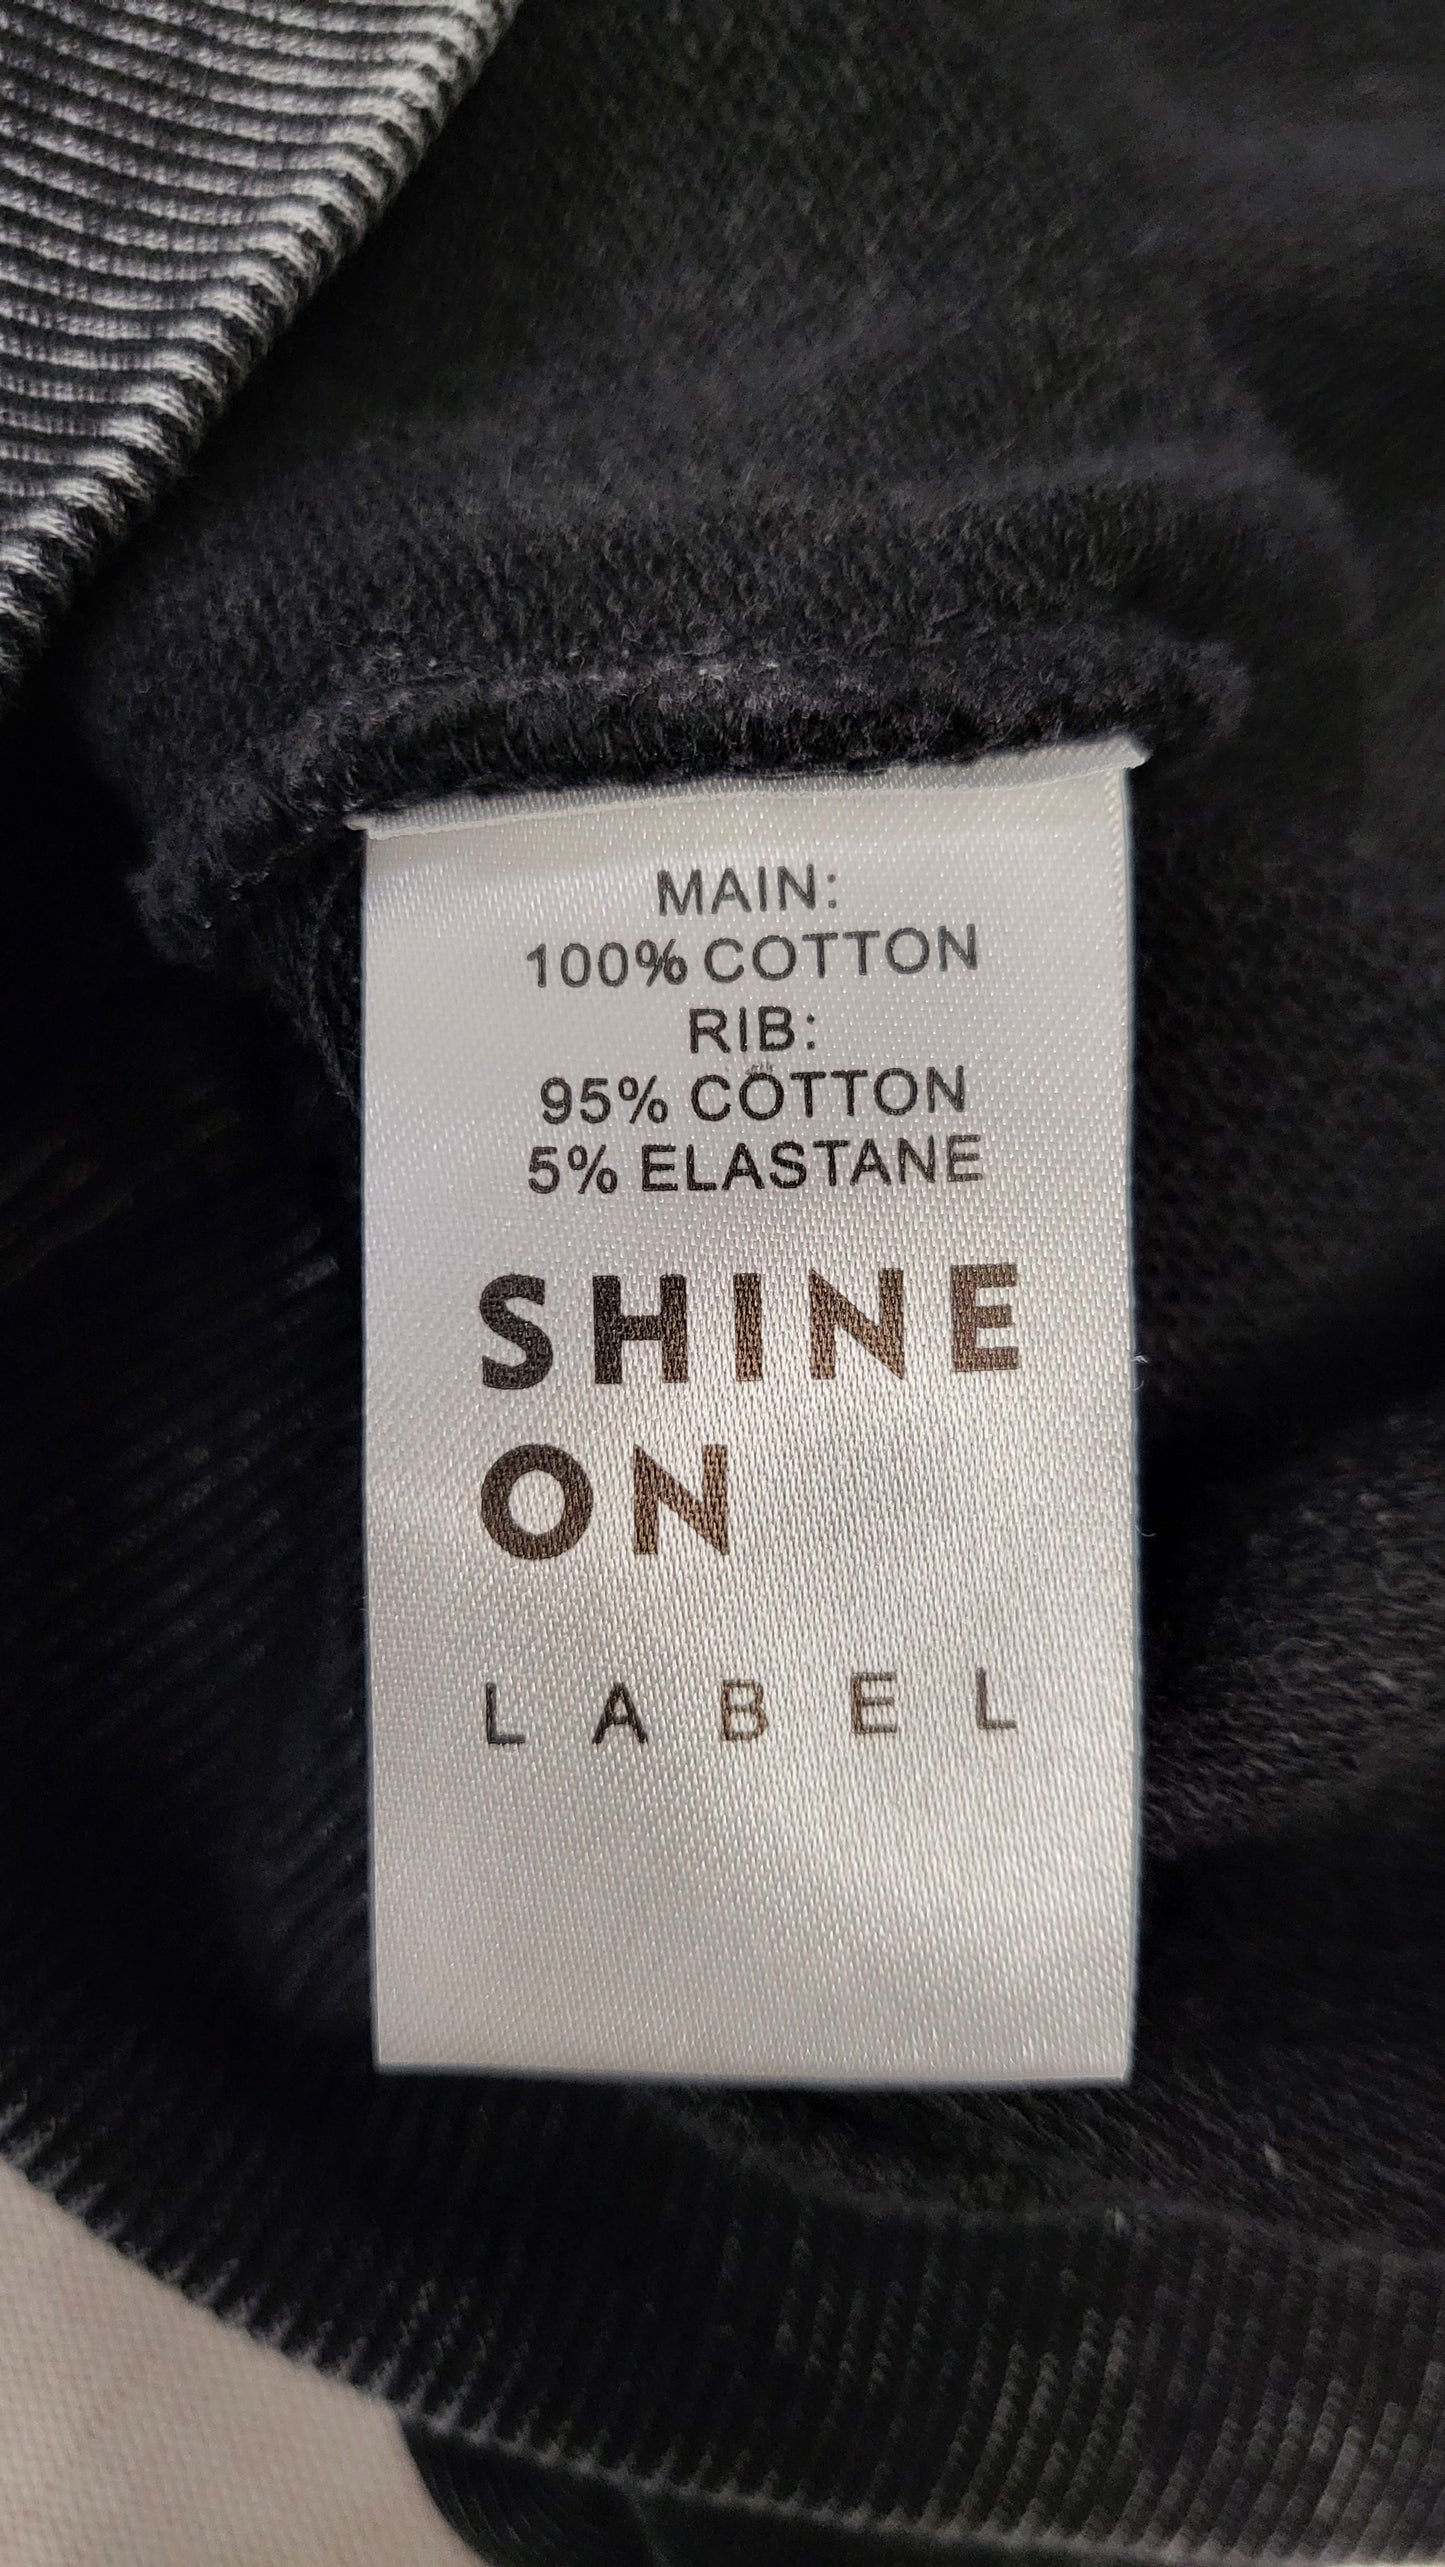 MAIN:
100% COTTON
RIB:
95% COTTON
5% ELASTANE
SHINE
ON
LABEL